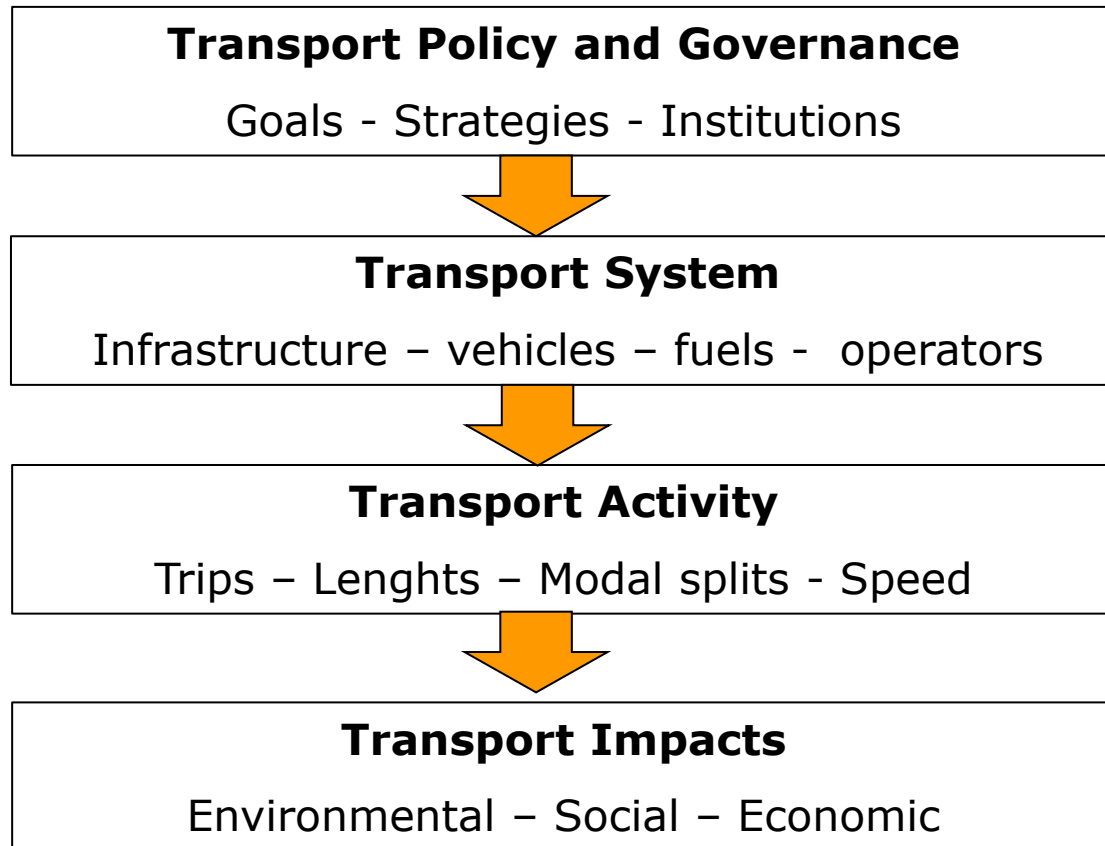 Transport Policy and Governance
Goals - Strategies - Institutions
Transport System
Infrastructure – vehicles – fuels - operators
Transport Activity
Trips – Lenghts – Modal splits - Speed
Transport Impacts
Environmental – Social – Economic